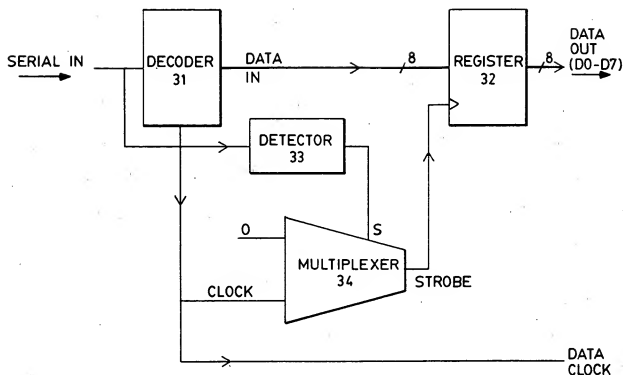 SERIAL IN
DECODER
31
DATA
IN
8
REGISTER
32
8
DATA
OUT
(D0-D7)
DETECTOR
33
0
S
MULTIPLEXER
34
STROBE
CLOCK
DATA
CLOCK